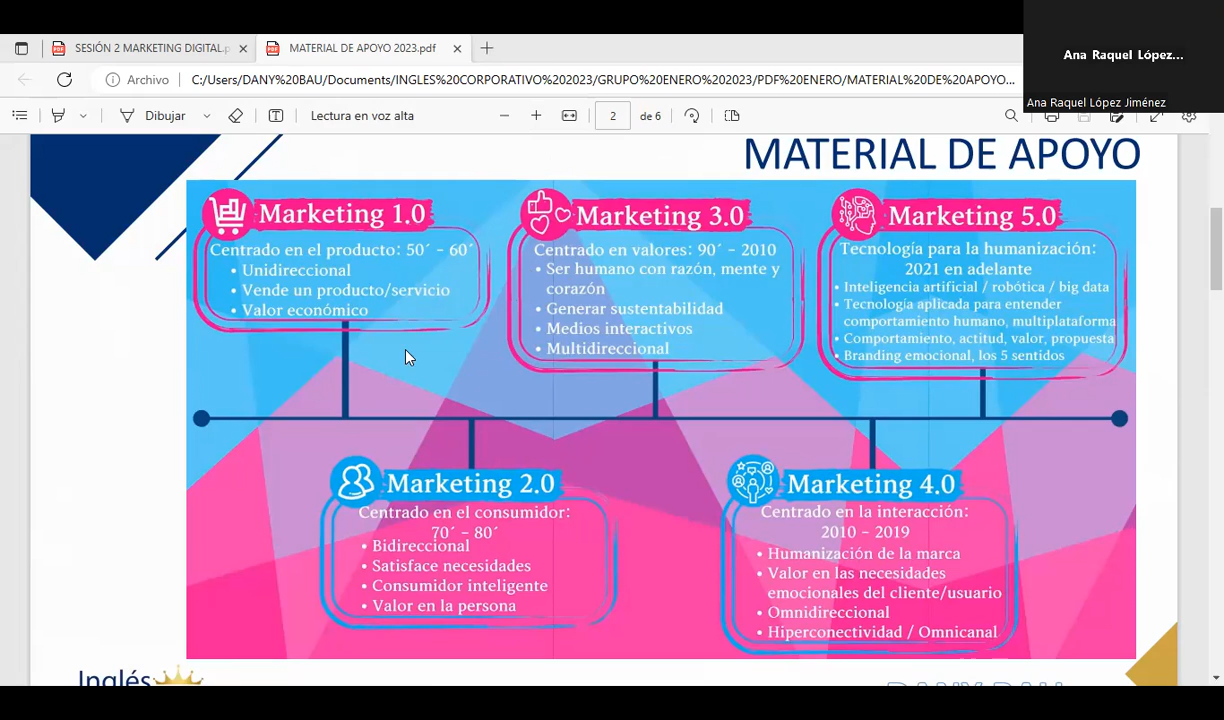 Ana Raquel López...
Ana Raquel López Jiménez
SESIÓN 2 MARKETING DIGITAL.p
MATERIAL DE APOYO 2023.pdf
Archivo
C:/Users/DANY%20BAU/Documents/INGLES%20CORPORATIVO%202023/GRUPO%20ENERO%202023/PDF%20ENERO/MATERIAL%20DE%20APOYO...
Dibujar
Lectura en voz alta
2
de 6
MATERIAL DE APOYO
Marketing 1.0
Centrado en el producto: 50´ - 60´
• Unidireccional
• Vende un producto/servicio
• Valor económico
Marketing 3.0
Centrado en valores: 90´ - 2010
• Ser humano con razón, mente y
corazón
• Generar sustentabilidad
• Medios interactivos
• Multidireccional
Marketing 5.0
Tecnología para la humanización:
2021 en adelante
• Inteligencia artificial / robótica / big data
• Tecnología aplicada para entender
comportamiento humano, multiplataforma
• Comportamiento, actitud, valor, propuesta
• Branding emocional, los 5 sentidos
Marketing 2.0
Centrado en el consumidor:
70´ - 80´
• Bidireccional
• Satisface necesidades
• Consumidor inteligente
• Valor en la persona
Marketing 4.0
Centrado en la interacción:
2010 - 2019
• Humanización de la marca
• Valor en las necesidades
emocionales del cliente/usuario
• Omnidireccional
• Hiperconectividad / Omnicanal
Inglés